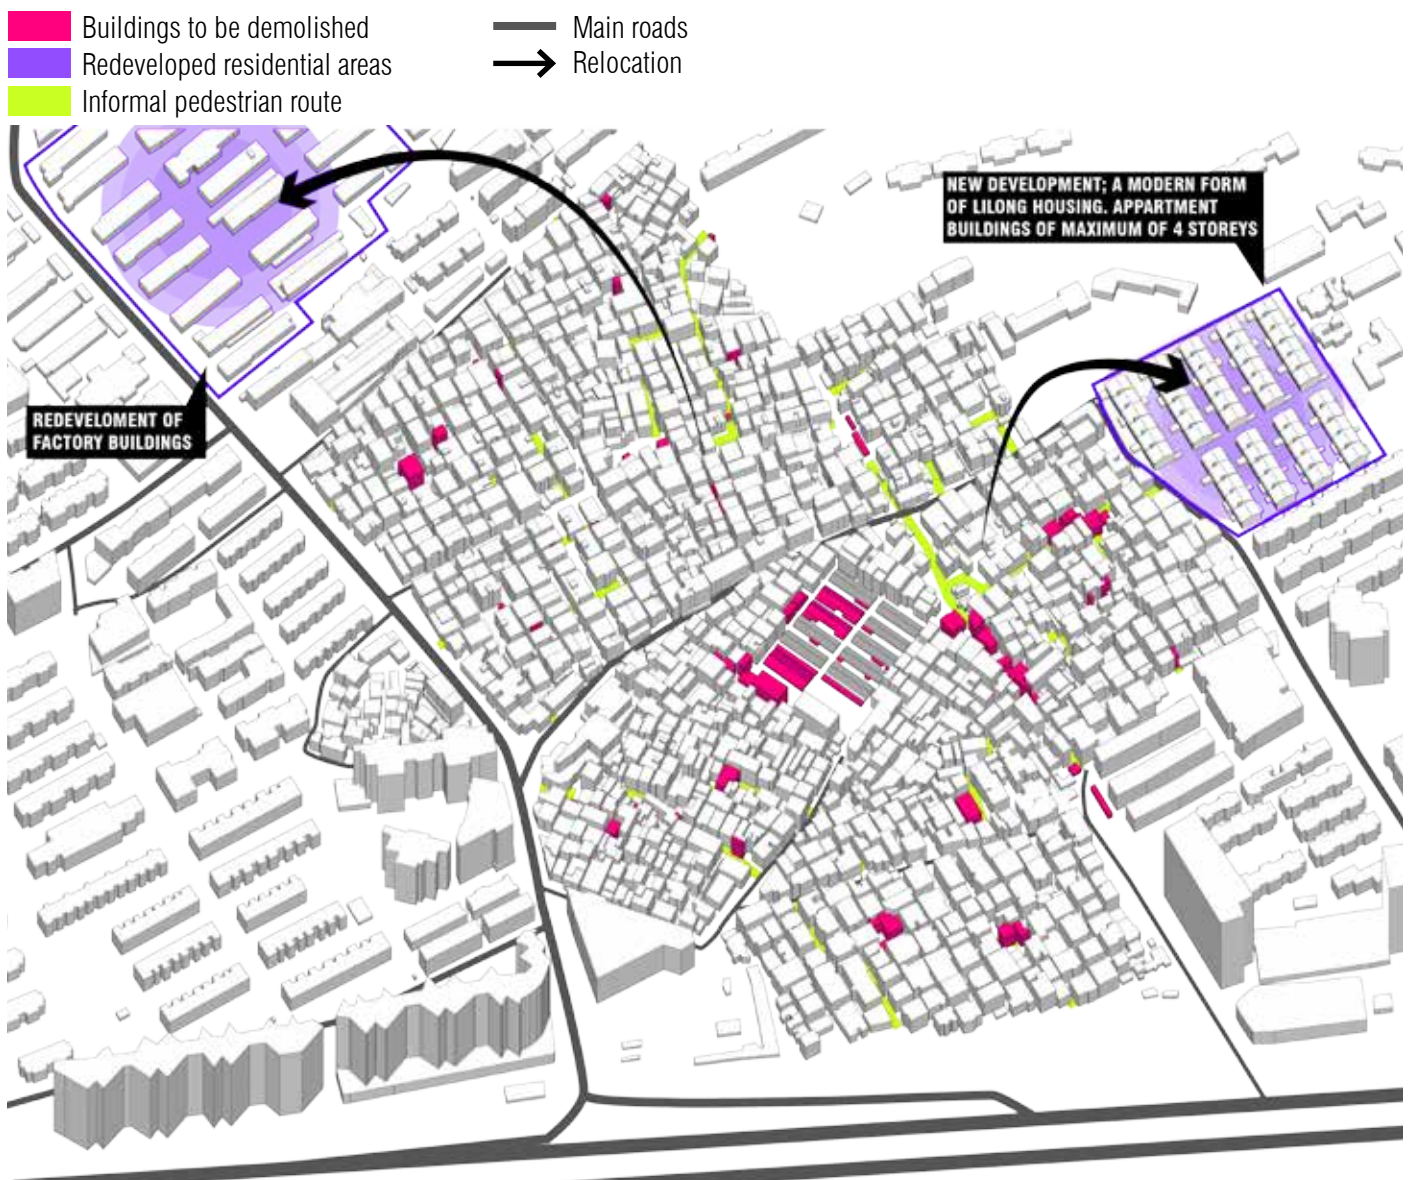 Buildings to be demolished
Redeveloped residential areas
Informal pedestrian route
Main roads
Relocation
NEW DEVELOPMENT; A MODERN FORM
OF LILONG HOUSING. APPARTMENT
BUILDINGS OF MAXIMUM OF 4 STOREYS
REDEVELOMENT OF
FACTORY BUILDINGS